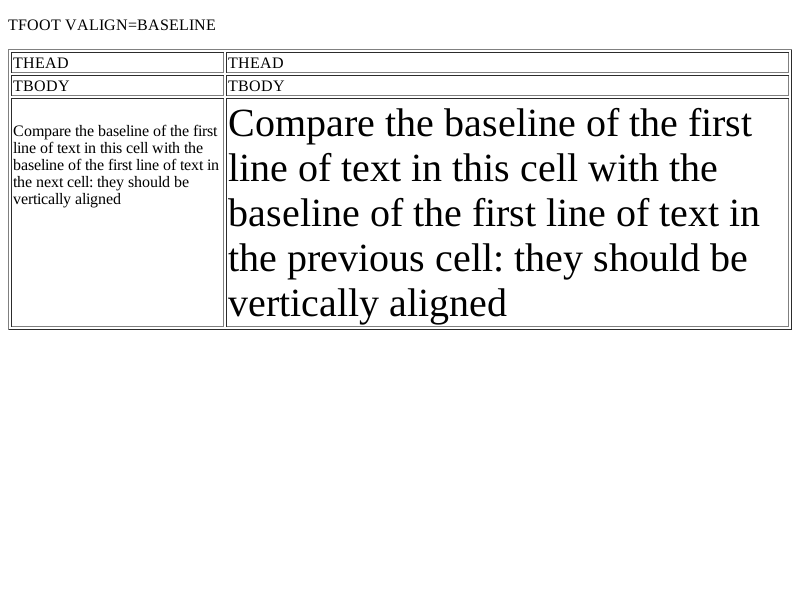 TFOOT VALIGN=BASELINE
THEAD
THEAD
TBODY
TBODY
Compare the baseline of the first
line of text in this cell with the
baseline of the first line of text in
the next cell: they should be
vertically aligned
Compare the baseline of the first
line of text in this cell with the
baseline of the first line of text in
the previous cell: they should be
vertically aligned